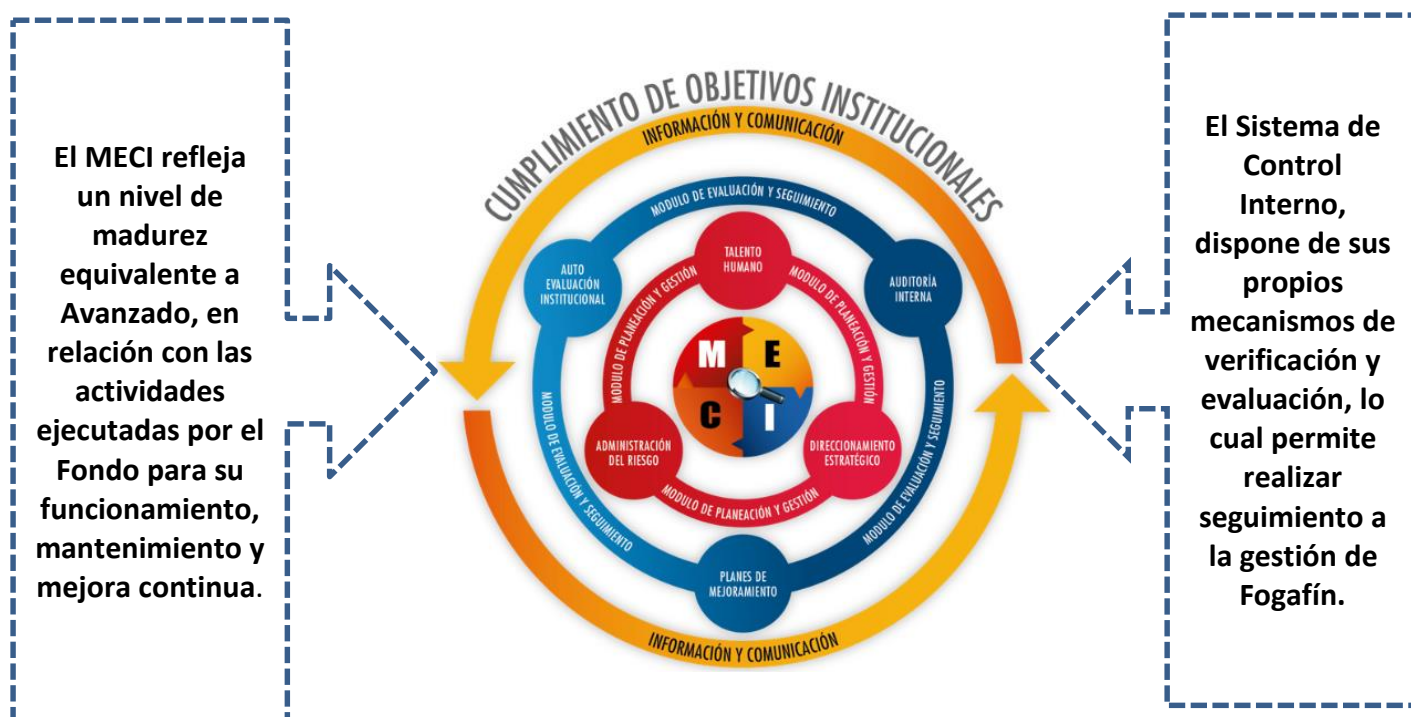 El MECI refleja
un nivel de
madurez
equivalente a
Avanzado, en
relación con las
actividades
ejecutadas por el
Fondo para su
funcionamiento,
mantenimiento y
mejora continua.
CUMPLIMIENTO DE OBJETIVOS INSTITUCIONALES
INFORMACIÓN Y COMUNICACIÓN
MODULO DE EVALUACIÓN Y SEGUIMIENTO
AUTO
EVALUACIÓN
INSTITUCIONAL
TALENTO
HUMANO
AUDITORÍA
INTERNA
MODULO DE PLANEACIÓN Y GESTIÓN
MODULO DE PLANEACIÓN Y GESTIÓN
M E
C I
ADMINISTRACIÓN
DEL RIESGO
DIRECCIONAMIENTO
ESTRATÉGICO
MODULO DE PLANEACIÓN Y GESTIÓN
MODULO DE EVALUACIÓN Y SEGUIMIENTO
MODULO DE EVALUACIÓN Y SEGUIMIENTO
PLANES DE
MEJORAMIENTO
INFORMACIÓN Y COMUNICACIÓN
El Sistema de
Control
Interno,
dispone de sus
propios
mecanismos de
verificación y
evaluación, lo
cual permite
realizar
seguimiento a
la gestión de
Fogafín.